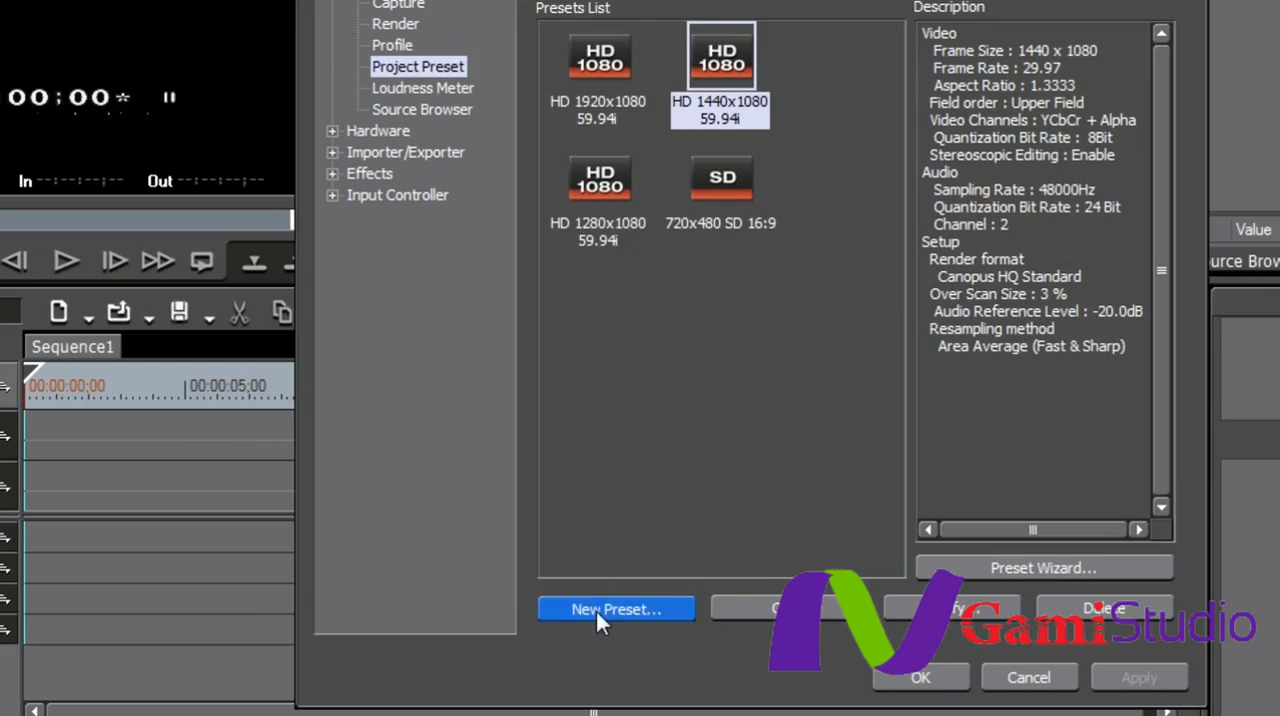 Capture
Render
Profile
Project Preset
Loudness Meter
Source Browser
Hardware
Importer/Exporter
Effects
Input Controller
Presets List
HD
1080
HD 1920x1080
59.94i
HD
1080
HD 1440x1080
59.94i
HD
1080
HD 1280x1080
59.94i
SD
720x480 SD 16:9
Description
Video
Frame Size : 1440 x 1080
Frame Rate : 29.97
Aspect Ratio : 1.3333
Field order : Upper Field
Video Channels : YCbCr + Alpha
Quantization Bit Rate : 8Bit
Stereoscopic Editing : Enable
Audio
Sampling Rate : 48000Hz
Quantization Bit Rate : 24 Bit
Channel : 2
Setup
Render format
Canopus HQ Standard
Over Scan Size : 3 %
Audio Reference Level : -20.0dB
Resampling method
Area Average (Fast & Sharp)
Preset Wizard...
New Preset...
Delete
OK
Cancel
Apply
00:00*
In --:--:--:-- Out --:--:--:--
Sequence1
00:00:00;00
00:00:05;00
Value
N GamiStudio